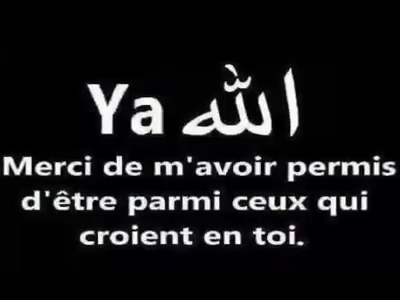 Ya الله
Merci de m'avoir permis
d'être parmi ceux qui
croient en toi.